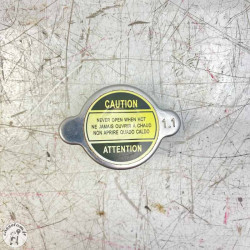 CAUTION
NEVER OPEN WHEN HOT
NE JAMAIS OUVRIR A CHAUD
NON APRIRE QUADO CALDO
ATTENTION
1.1